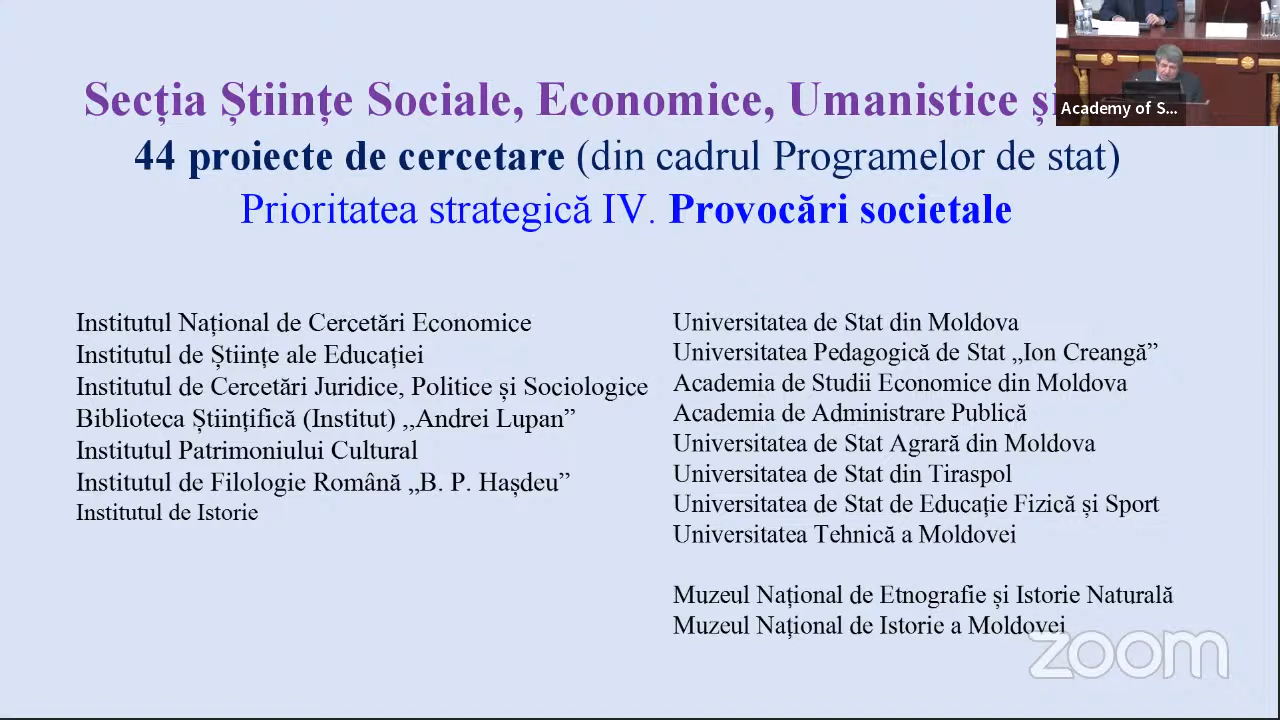 Secția Științe Sociale, Economice, Umanistice și
44 proiecte de cercetare (din cadrul Programelor de stat)
Prioritatea strategică IV. Provocări societale
Academy of S...
Institutul Național de Cercetări Economice
Institutul de Științe ale Educației
Institutul de Cercetări Juridice, Politice și Sociologice
Biblioteca Științifică (Institut) „Andrei Lupan”
Institutul Patrimoniului Cultural
Institutul de Filologie Română „B. P. Hașdeu”
Institutul de Istorie
Universitatea de Stat din Moldova
Universitatea Pedagogică de Stat „Ion Creangă”
Academia de Studii Economice din Moldova
Academia de Administrare Publică
Universitatea de Stat Agrară din Moldova
Universitatea de Stat din Tiraspol
Universitatea de Stat de Educație Fizică și Sport
Universitatea Tehnică a Moldovei
Muzeul Național de Etnografie și Istorie Naturală
Muzeul Național de Istorie a Moldovei
zoom